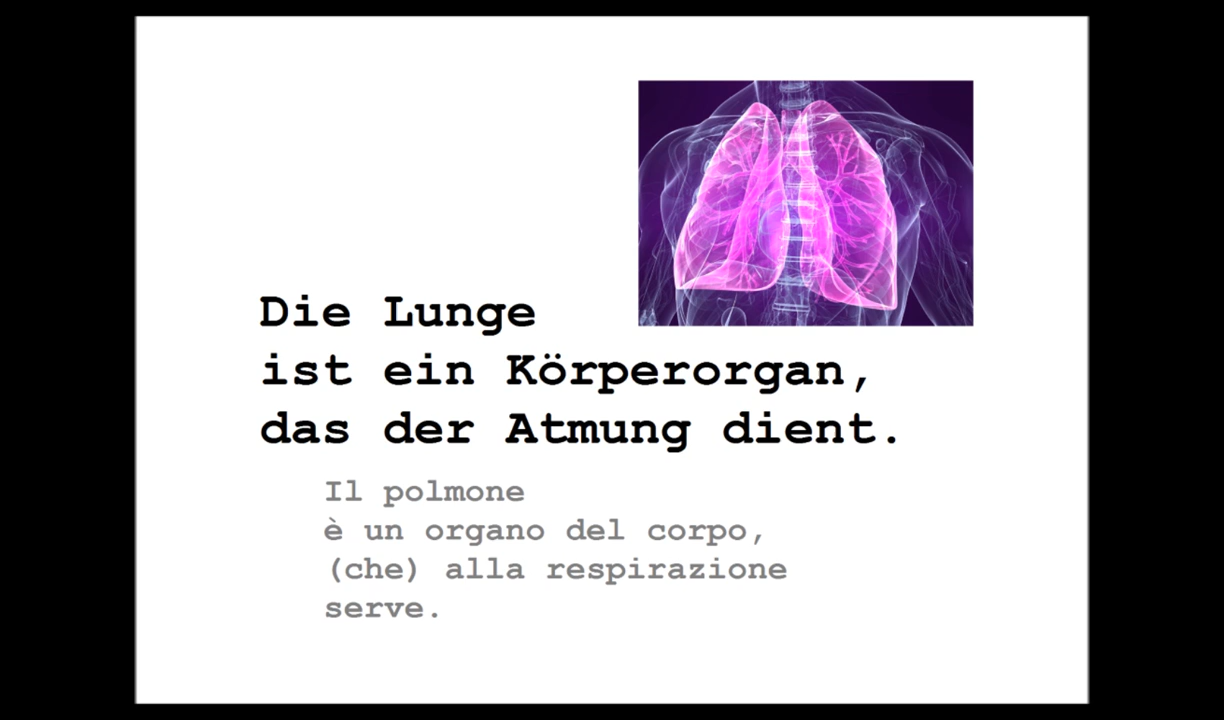 Die Lunge
ist ein Körperorgan,
das der Atmung dient.
Il polmone
è un organo del corpo,
(che) alla respirazione
serve.